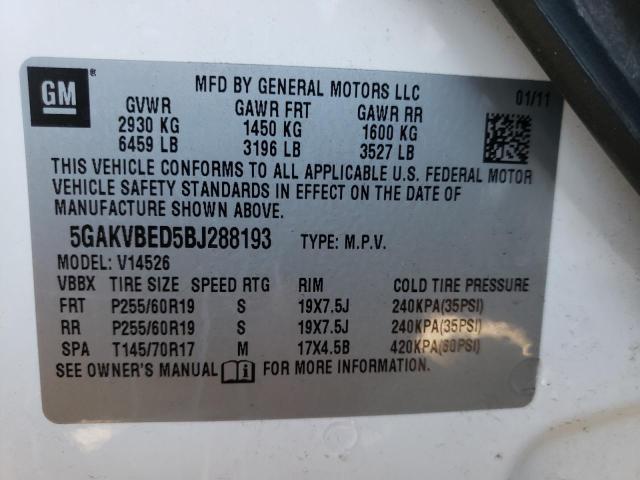 GM ®
MFD BY GENERAL MOTORS LLC
01/11
GVWR GAWR FRT GAWR RR
2930 KG 1450 KG 1600 KG
6459 LB 3196 LB 3527 LB
THIS VEHICLE CONFORMS TO ALL APPLICABLE U.S. FEDERAL MOTOR
VEHICLE SAFETY STANDARDS IN EFFECT ON THE DATE OF
MANUFACTURE SHOWN ABOVE.
5GAKVBED5BJ288193 TYPE: M.P.V.
MODEL: V14526
VBBX TIRE SIZE SPEED RTG RIM COLD TIRE PRESSURE
FRT P255/60R19 S 19X7.5J 240KPA(35PSI)
RR P255/60R19 S 19X7.5J 240KPA(35PSI)
SPA T145/70R17 M 17X4.5B 420KPA(60PSI)
SEE OWNER'S MANUAL FOR MORE INFORMATION.